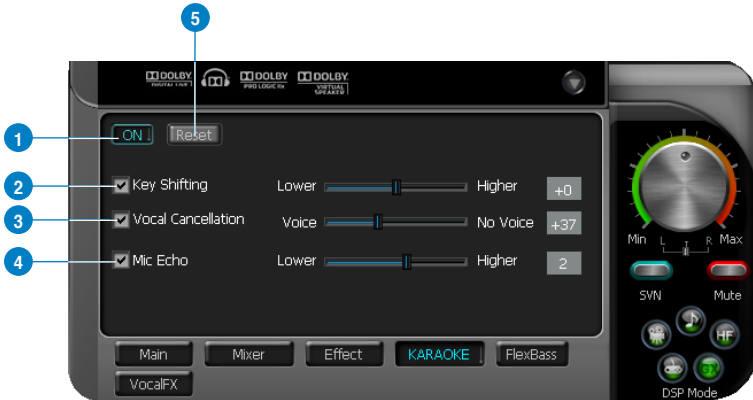 5
DOLBY DIGITAL LIVE
DOLBY PRO LOGIC IIx
DOLBY VIRTUAL SPEAKER
1 ON Reset
2 Key Shifting Lower Higher +0
3 Vocal Cancellation Voice No Voice +37
4 Mic Echo Lower Higher 2
Min L R Max
SVN Mute
HF
GX
DSP Mode
Main Mixer Effect KARAOKE FlexBass
VocalFX